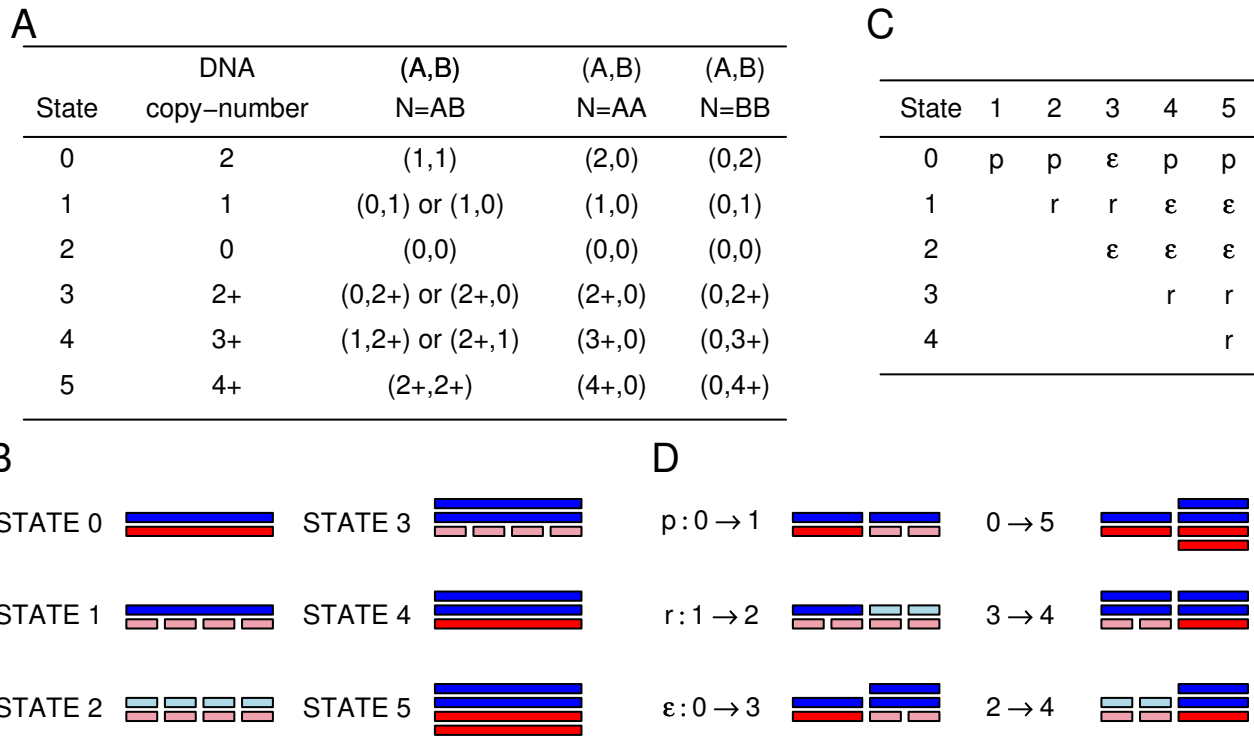 A
DNA (A,B) (A,B) (A,B)
State copy−number N=AB N=AA N=BB
0 2 (1,1) (2,0) (0,2)
1 1 (0,1) or (1,0) (1,0) (0,1)
2 0 (0,0) (0,0) (0,0)
3 2+ (0,2+) or (2+,0) (2+,0) (0,2+)
4 3+ (1,2+) or (2+,1) (3+,0) (0,3+)
5 4+ (2+,2+) (4+,0) (0,4+)
C
State 1 2 3 4 5
0 p p ε p p
1 r r ε ε
2 ε ε ε
3 r r
4 r
B
STATE 0 STATE 3
STATE 1 STATE 4
STATE 2 STATE 5
D
p : 0 → 1 0 → 5
r : 1 → 2 3 → 4
ε : 0 → 3 2 → 4